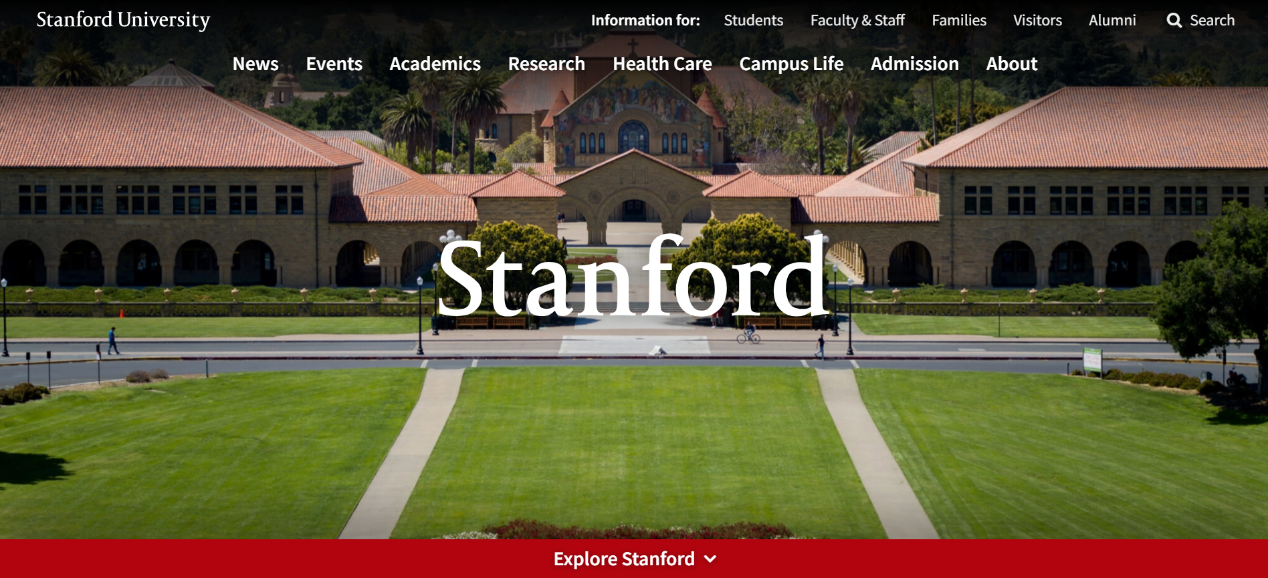 Stanford University
Information for: Students Faculty & Staff Families Visitors Alumni Search
News Events Academics Research Health Care Campus Life Admission About
Stanford
Explore Stanford